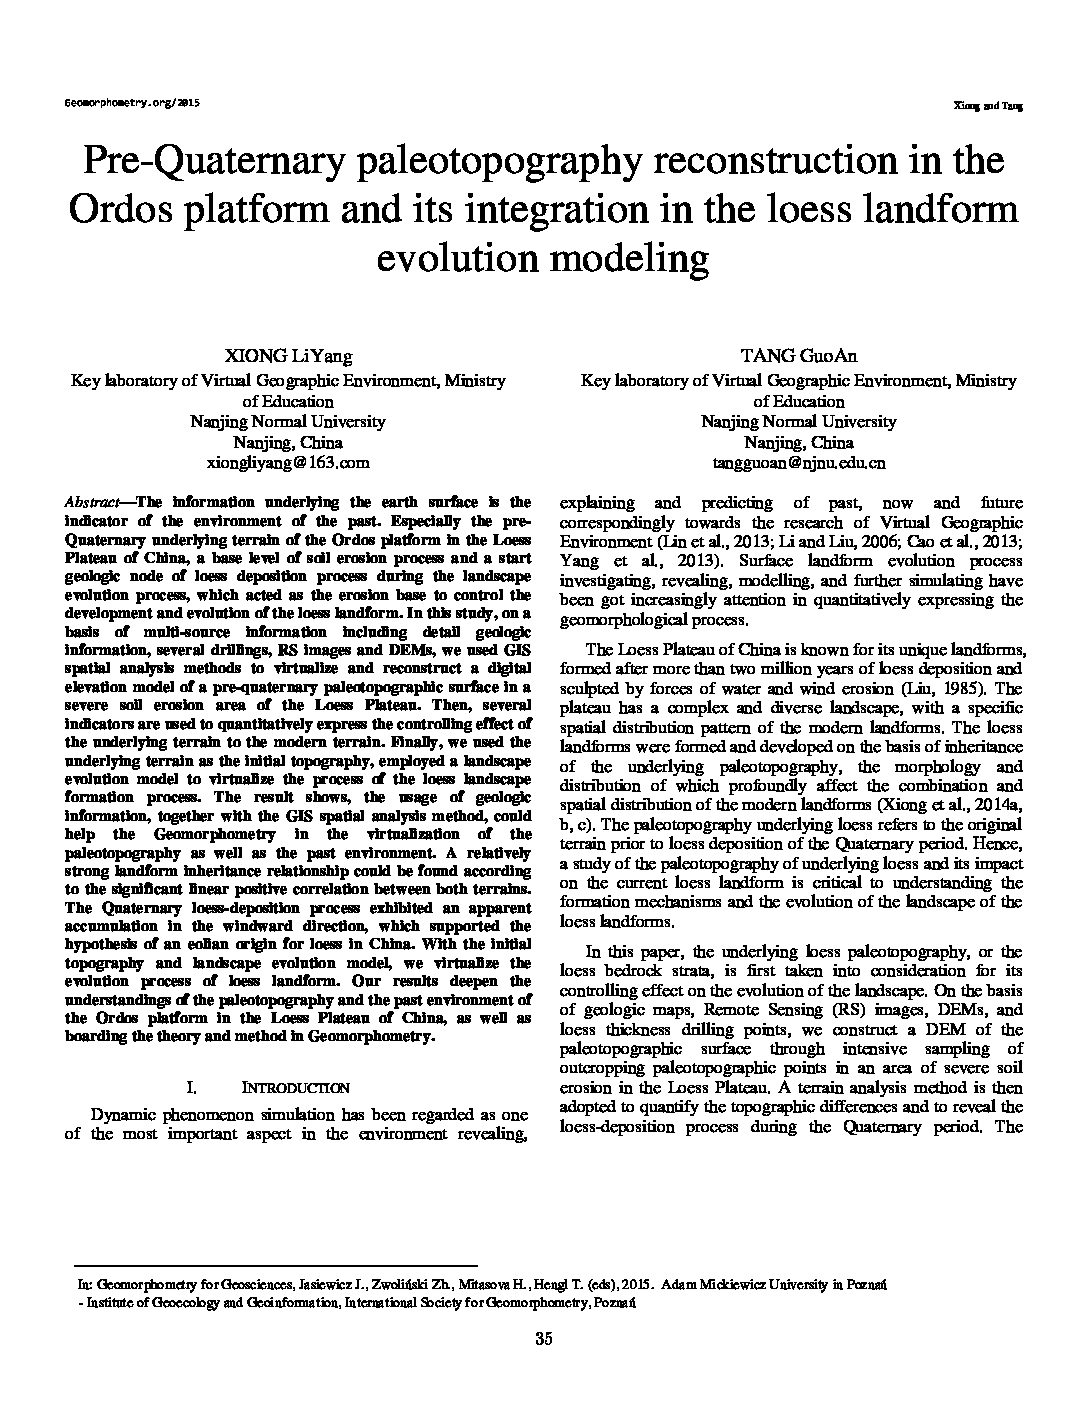 Geomorphometry.org/2015
Xiong and Tang
Pre-Quaternary paleotopography reconstruction in the
Ordos platform and its integration in the loess landform
evolution modeling
XIONG LiYang
Key laboratory of Virtual Geographic Environment, Ministry
of Education
Nanjing Normal University
Nanjing, China
xiongliyang@163.com
TANG GuoAn
Key laboratory of Virtual Geographic Environment, Ministry
of Education
Nanjing Normal University
Nanjing, China
tangguoan@njnu.edu.cn
Abstract—The information underlying the earth surface is the
indicator of the environment of the past. Especially the pre-
Quaternary underlying terrain of the Ordos platform in the Loess
Plateau of China, a base level of soil erosion process and a start
geologic node of loess deposition process during the landscape
evolution process, which acted as the erosion base to control the
development and evolution of the loess landform. In this study, on a
basis of multi-source information including detail geologic
information, several drillings, RS images and DEMs, we used GIS
spatial analysis methods to virtualize and reconstruct a digital
elevation model of a pre-quaternary paleotopographic surface in a
severe soil erosion area of the Loess Plateau. Then, several
indicators are used to quantitatively express the controlling effect of
the underlying terrain to the modern terrain. Finally, we used the
underlying terrain as the initial topography, employed a landscape
evolution model to virtualize the process of the loess landscape
formation process. The result shows, the usage of geologic
information, together with the GIS spatial analysis method, could
help the Geomorphometry in the virtualization of the
paleotopography as well as the past environment. A relatively
strong landform inheritance relationship could be found according
to the significant linear positive correlation between both terrains.
The Quaternary loess-deposition process exhibited an apparent
accumulation in the windward direction, which supported the
hypothesis of an eolian origin for loess in China. With the initial
topography and landscape evolution model, we virtualize the
evolution process of loess landform. Our results deepen the
understandings of the paleotopography and the past environment of
the Ordos platform in the Loess Plateau of China, as well as
boarding the theory and method in Geomorphometry.
I. INTRODUCTION
Dynamic phenomenon simulation has been regarded as one
of the most important aspect in the environment revealing,
explaining and predicting of past, now and future
correspondingly towards the research of Virtual Geographic
Environment (Lin et al., 2013; Li and Liu, 2006; Cao et al., 2013;
Yang et al., 2013). Surface landform evolution process
investigating, revealing, modelling, and further simulating have
been got increasingly attention in quantitatively expressing the
geomorphological process.
The Loess Plateau of China is known for its unique landforms,
formed after more than two million years of loess deposition and
sculpted by forces of water and wind erosion (Liu, 1985). The
plateau has a complex and diverse landscape, with a specific
spatial distribution pattern of the modern landforms. The loess
landforms were formed and developed on the basis of inheritance
of the underlying paleotopography, the morphology and
distribution of which profoundly affect the combination and
spatial distribution of the modern landforms (Xiong et al., 2014a,
b, c). The paleotopography underlying loess refers to the original
terrain prior to loess deposition of the Quaternary period. Hence,
a study of the paleotopography of underlying loess and its impact
on the current loess landform is critical to understanding the
formation mechanisms and the evolution of the landscape of the
loess landforms.
In this paper, the underlying loess paleotopography, or the
loess bedrock strata, is first taken into consideration for its
controlling effect on the evolution of the landscape. On the basis
of geologic maps, Remote Sensing (RS) images, DEMs, and
loess thickness drilling points, we construct a DEM of the
paleotopographic surface through intensive sampling of
outcropping paleotopographic points in an area of severe soil
erosion in the Loess Plateau. A terrain analysis method is then
adopted to quantify the topographic differences and to reveal the
loess-deposition process during the Quaternary period. The
In: Geomorphometry for Geosciences, Jasiewicz J., Zwoliński Zb., Mitasova H., Hengl T. (eds), 2015. Adam Mickiewicz University in Poznań
- Institute of Geoecology and Geoinformation, International Society for Geomorphometry, Poznań
35